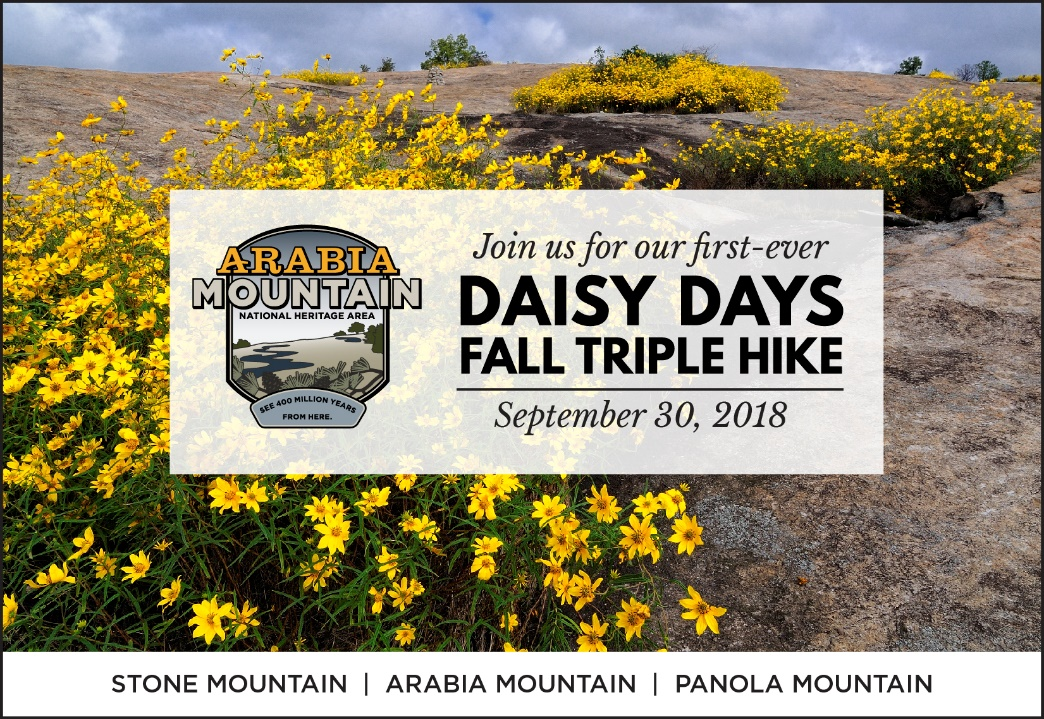 ARABIA
MOUNTAIN
NATIONAL HERITAGE AREA
SEE 400 MILLION YEARS
FROM HERE.
Join us for our first-ever
DAISY DAYS
FALL TRIPLE HIKE
September 30, 2018
STONE MOUNTAIN | ARABIA MOUNTAIN | PANOLA MOUNTAIN